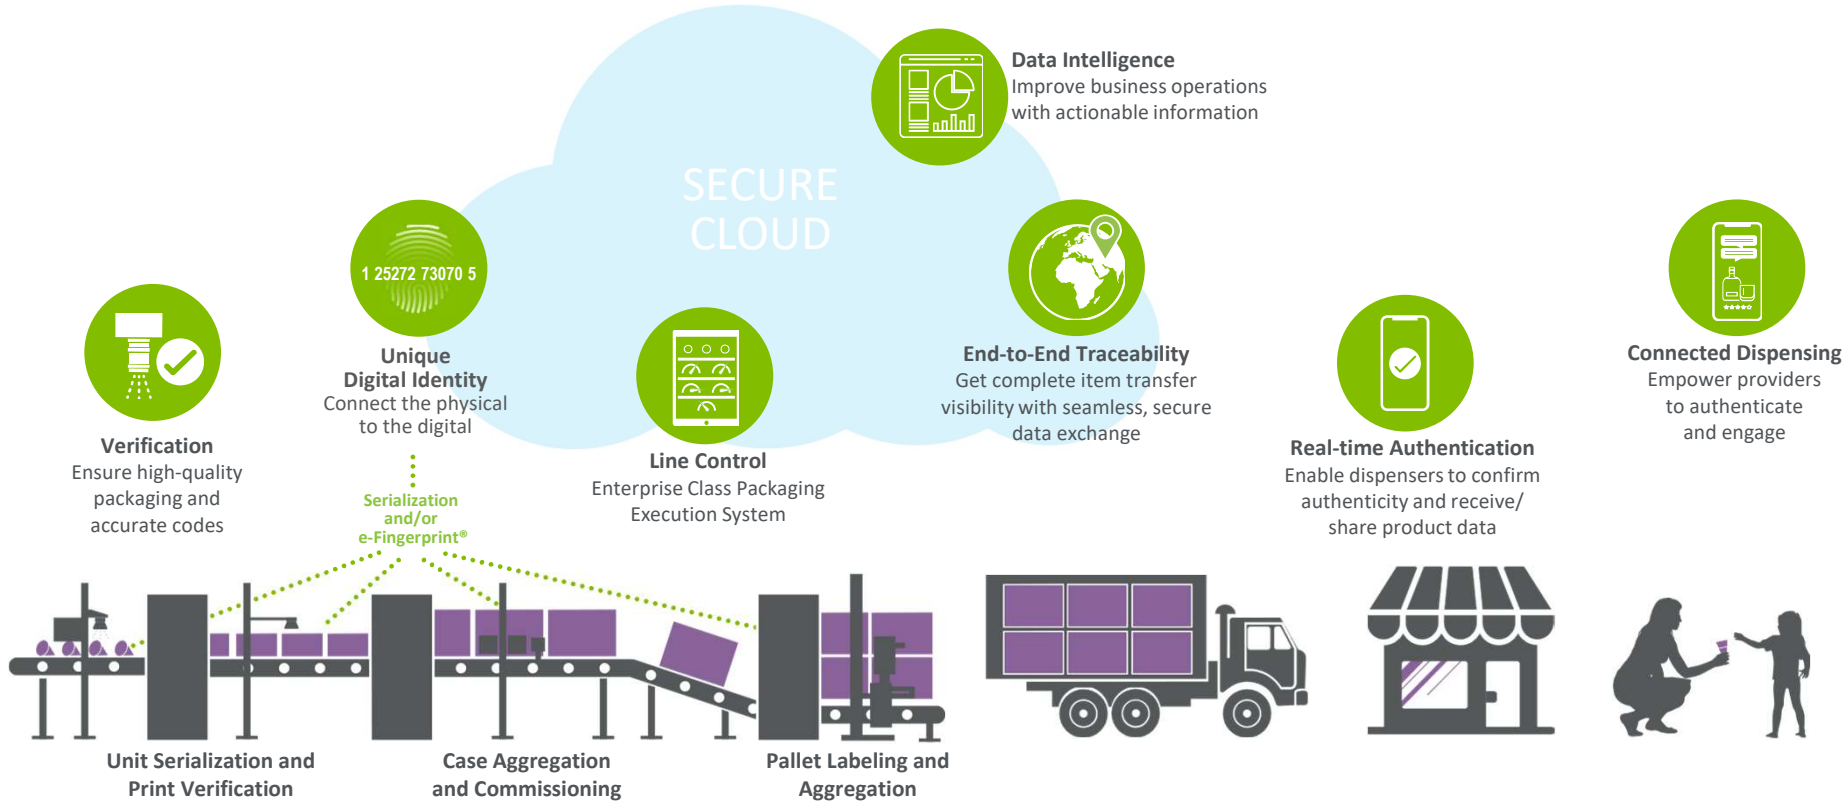 Data Intelligence
Improve business operations
with actionable information
SECURE
CLOUD
1 25272 73070 5
Unique
Digital Identity
Connect the physical
to the digital
Verification
Ensure high-quality
packaging and
accurate codes
Serialization
and/or
e-Fingerprint®
Line Control
Enterprise Class Packaging
Execution System
End-to-End Traceability
Get complete item transfer
visibility with seamless, secure
data exchange
Real-time Authentication
Enable dispensers to confirm
authenticity and receive/
share product data
Connected Dispensing
Empower providers
to authenticate
and engage
Unit Serialization and
Print Verification
Case Aggregation
and Commissioning
Pallet Labeling and
Aggregation